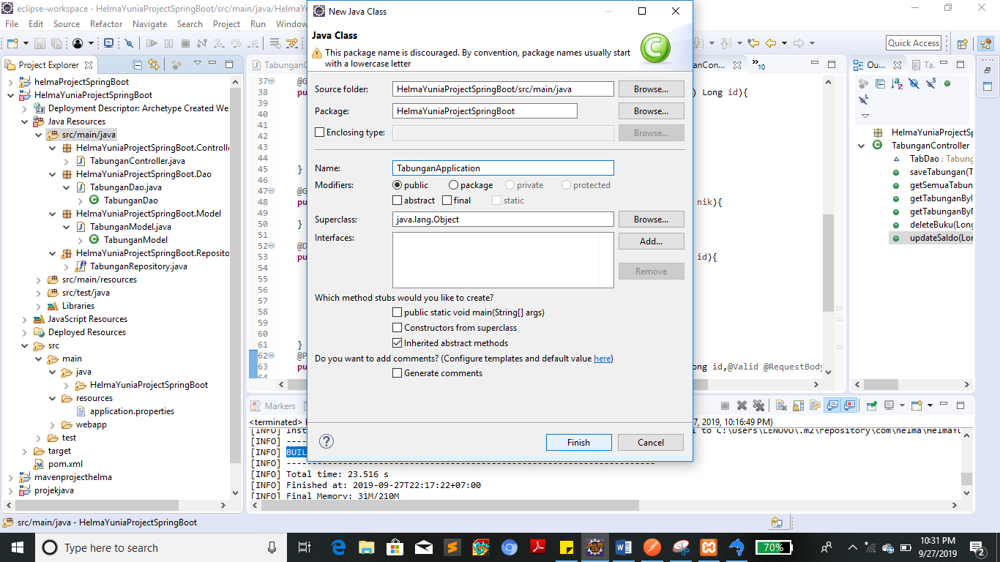 eclipse-workspace - HelmaYuniaProjectSpringBoot/src/main/java/HelmaY
File Edit Source Refactor Navigate Search Project Run Window
Quick Access
Project Explorer
helmaProjectSpringBoot
HelmaYuniaProjectSpringBoot
Deployment Descriptor: Archetype Created We
Java Resources
src/main/java
HelmaYuniaProjectSpringBoot.Controlle
TabunganController.java
HelmaYuniaProjectSpringBoot.Dao
TabunganDao.java
TabunganDao
HelmaYuniaProjectSpringBoot.Model
TabunganModel.java
TabunganModel
HelmaYuniaProjectSpringBoot.Reposito
TabunganRepository.java
src/main/resources
src/test/java
Libraries
JavaScript Resources
Deployed Resources
src
main
java
HelmaYuniaProjectSpringBoot
resources
application.properties
webapp
test
target
pom.xml
mavenprojecthelma
projekjava
New Java Class
Java Class
This package name is discouraged. By convention, package names usually start
with a lowercase letter
Source folder: HelmaYuniaProjectSpringBoot/src/main/java Browse...
Package: HelmaYuniaProjectSpringBoot Browse...
Enclosing type: Browse...
Name: TabunganApplication
Modifiers: public package private protected
abstract final static
Superclass: java.lang.Object Browse...
Interfaces: Add...
Remove
Which method stubs would you like to create?
public static void main(String[] args)
Constructors from superclass
Inherited abstract methods
Do you want to add comments? (Configure templates and default value here)
Generate comments
Finish Cancel
TabunganC
anCon...
10
37 @G
38 pu ) Long id){
39
40
41
42
43
44
45 }
46
47 @G
48 pu nik){
49
50 }
51
52 @D
53 pu id){
54
55
56
57
58
59
60
61 }
62 @P
63 pu ng id,@Valid @RequestBody
64
Ou... Ta.
HelmaYuniaProjectSp
TabunganController
TabDao : Tabung
saveTabungan(T
getSemuaTabun
getTabunganByI
getTabunganByN
deleteBuku(Long
updateSaldo(Lor
Markers
<terminated> 7, 2019, 10:16:49 PM)
[INFO] Inst l to C:\Users\LENOVO\.m2\repository\com\helma\HelmaYu
[INFO] ----
[INFO] BUIL
[INFO] ------------------------------------------------------------------------
[INFO] Total time: 23.516 s
[INFO] Finished at: 2019-09-27T22:17:22+07:00
[INFO] Final Memory: 31M/210M
src/main/java - HelmaYuniaProjectSpringBoot
Type here to search
70%
10:31 PM
9/27/2019
2